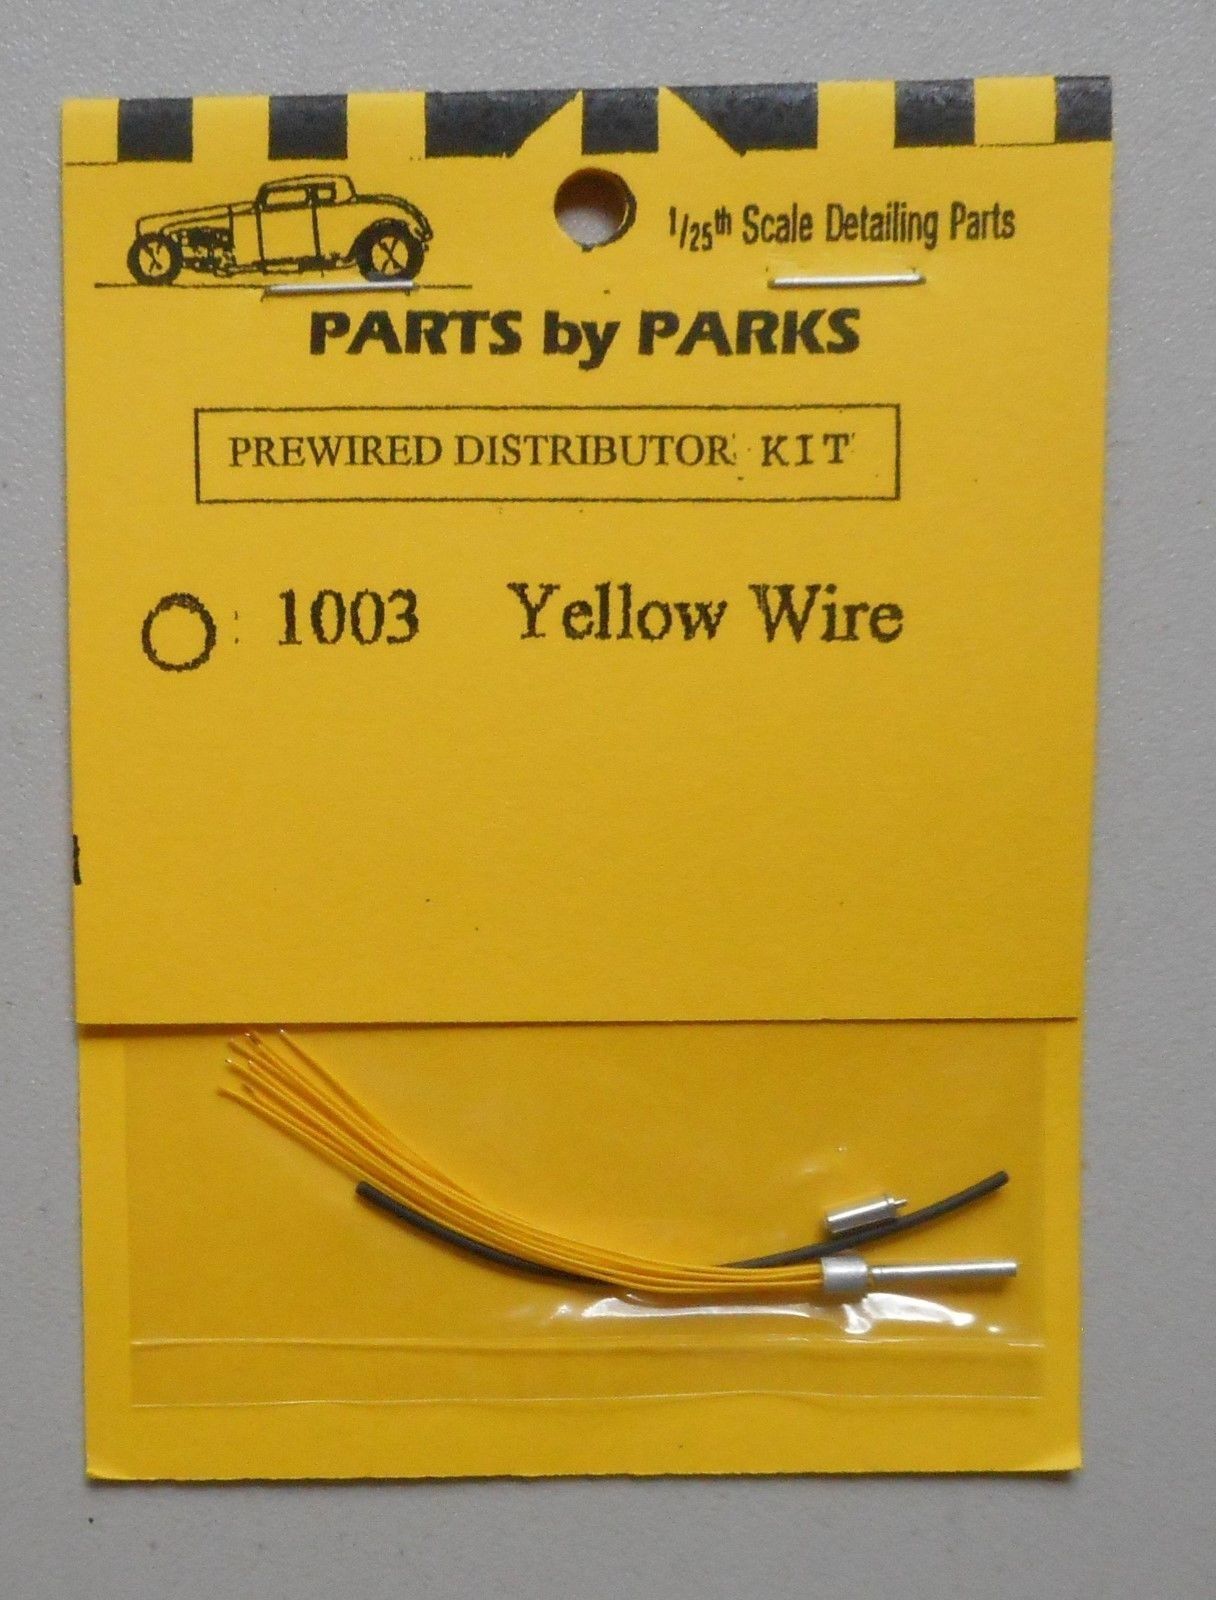 1/25th Scale Detailing Parts
PARTS by PARKS
PREWIRED DISTRIBUTOR KIT
1003 Yellow Wire